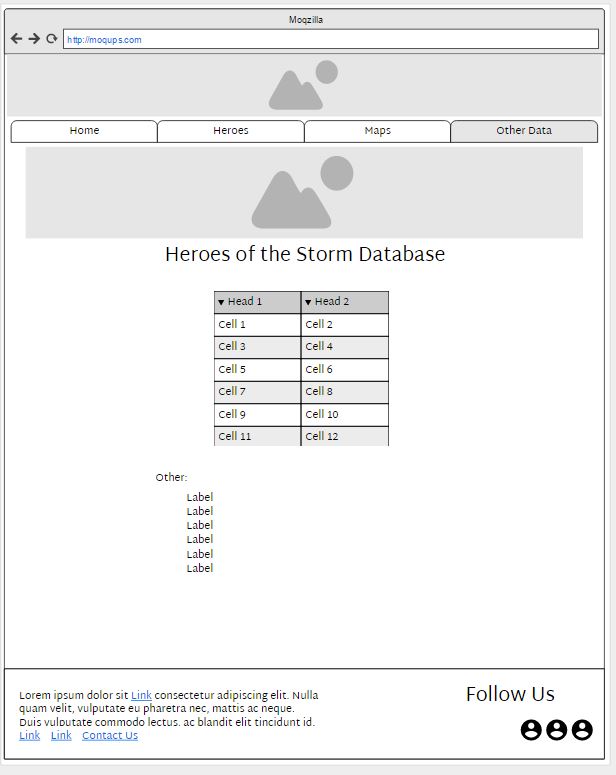 Moqzilla
http://moqups.com
Home Heroes Maps Other Data
Heroes of the Storm Database
Head 1 Head 2
Cell 1 Cell 2
Cell 3 Cell 4
Cell 5 Cell 6
Cell 7 Cell 8
Cell 9 Cell 10
Cell 11 Cell 12
Other:
Label
Label
Label
Label
Label
Label
Lorem ipsum dolor sit Link consectetur adipiscing elit. Nulla
quam velit, vulputate eu pharetra nec, mattis ac neque.
Duis vulputate commodo lectus. ac blandit elit tincidunt id.
Link Link Contact Us
Follow Us